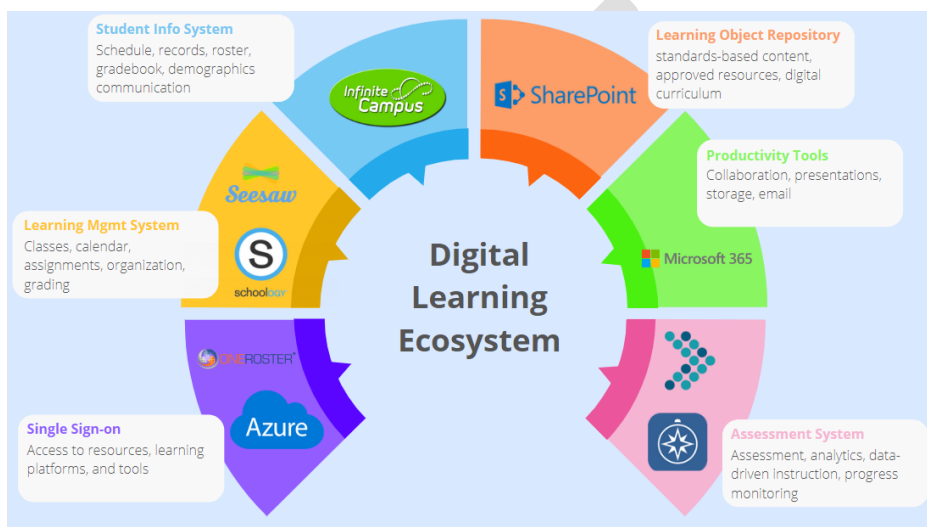 Student Info System
Schedule, records, roster,
gradebook, demographics
communication
Infinite
Campus
SharePoint
Learning Object Repository
standards-based content,
approved resources, digital
curriculum
Productivity Tools
Collaboration, presentations,
storage, email
Microsoft 365
Seesaw
Learning Mgmt System
Classes, calendar,
assignments, organization,
grading
S
schoology
Digital
Learning
Ecosystem
ONEROSTER
Azure
Single Sign-on
Access to resources, learning
platforms, and tools
Assessment System
Assessment, analytics, data-
driven instruction, progress
monitoring